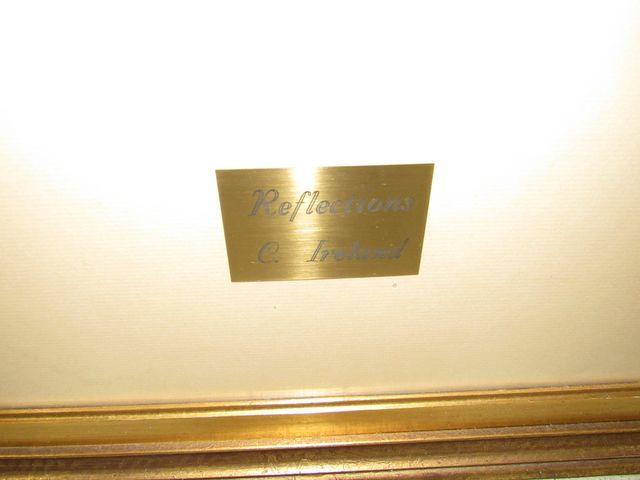 Reflections
C. Ireland